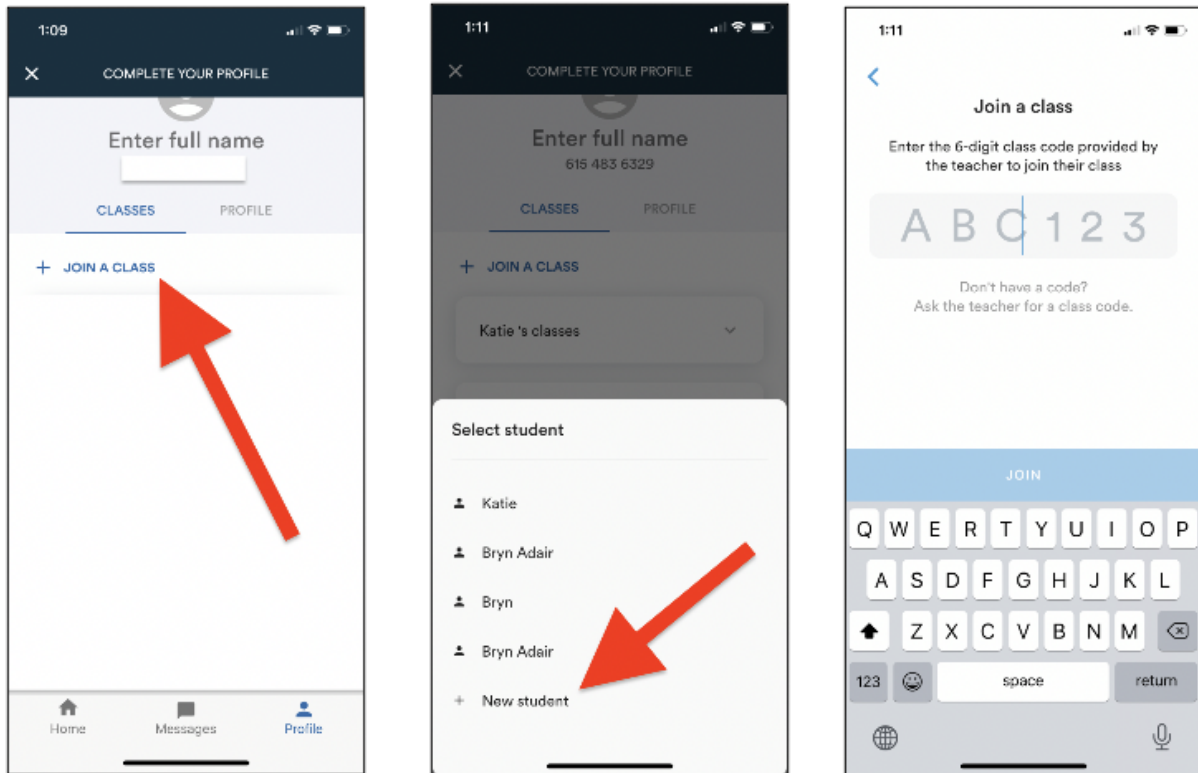 1:09
COMPLETE YOUR PROFILE
Enter full name
CLASSES PROFILE
+ JOIN A CLASS
Home Messages Profile
1:11
COMPLETE YOUR PROFILE
Enter full name
615 483 6329
CLASSES PROFILE
+ JOIN A CLASS
Katie 's classes
Select student
Katie
Bryn Adair
Bryn
Bryn Adair
+ New student
1:11
Join a class
Enter the 6-digit class code provided by
the teacher to join their class
A B C 1 2 3
Don't have a code?
Ask the teacher for a class code.
JOIN
Q W E R T Y U I O P
A S D F G H J K L
Z X C V B N M
123 space return